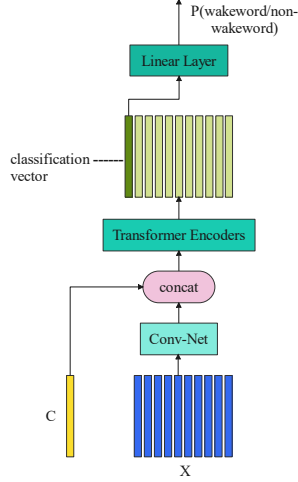 P(wakeword/non-
wakeword)
Linear Layer
classification
vector
Transformer Encoders
concat
Conv-Net
C
X